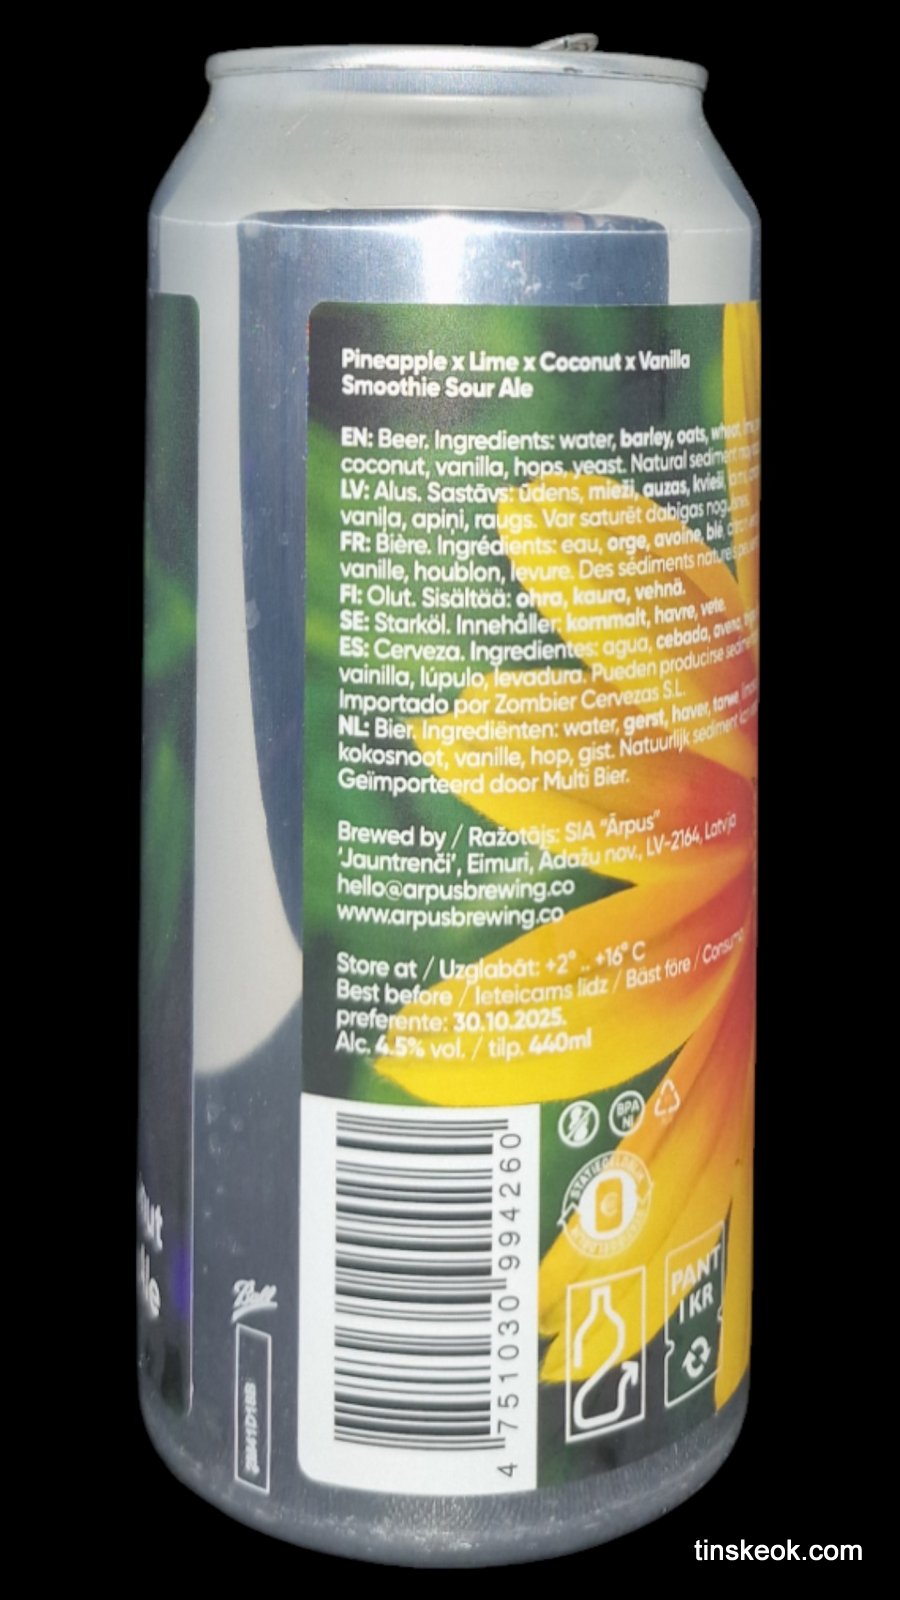 Pineapple x Lime x Coconut x Vanilla
Smoothie Sour Ale
EN: Beer. Ingredients: water, barley, oats, wheat, lime,
coconut, vanilla, hops, yeast. Natural sediment may
LV: Alus. Sastāvs: ūdens, mieži, auzas, kvieši,
vaniļa, apiņi, raugs. Var saturēt dabīgas nogulsnes.
FR: Bière. Ingrédients: eau, orge, avoine, blé, citron
vanille, houblon, levure. Des sédiments naturels
FI: Olut. Sisältää: ohra, kaura, vehnä.
SE: Starköl. Innehåller: kornmalt, havre, vete.
ES: Cerveza. Ingredientes: agua, cebada, avena,
vainilla, lúpulo, levadura. Pueden producirse
Importado por Zombier Cervezas S.L.
NL: Bier. Ingrediënten: water, gerst, haver, tarwe,
kokosnoot, vanille, hop, gist. Natuurlijk sediment
Geïmporteerd door Multi Bier.
Brewed by / Ražotājs: SIA "Ārpus"
'Jauntrenči', Eimuri, Ādažu nov., LV-2164, Latvija
hello@arpusbrewing.co
www.arpusbrewing.co
Store at / Uzglabāt: +2° .. +16° C
Best before / Ieteicams līdz / Bäst före /
preferente: 30.10.2025.
Alc. 4.5% vol. / tilp. 440ml
BPA
NI
STATIEGELDBLIK
PANT
1 KR
4 751030 994260
Ball
tinskeok.com